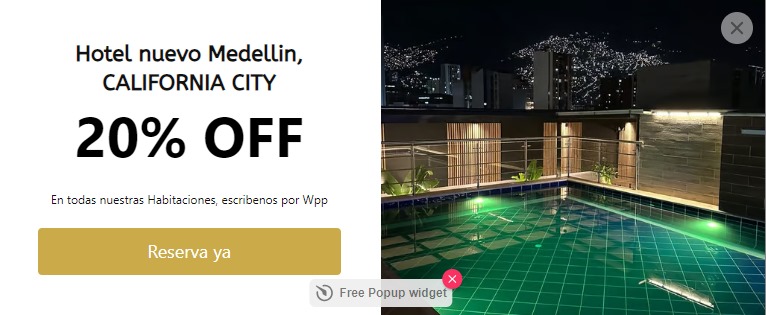 Hotel nuevo Medellin,
CALIFORNIA CITY
20% OFF
En todas nuestras Habitaciones, escribenos por Wpp
Reserva ya
Free Popup widget